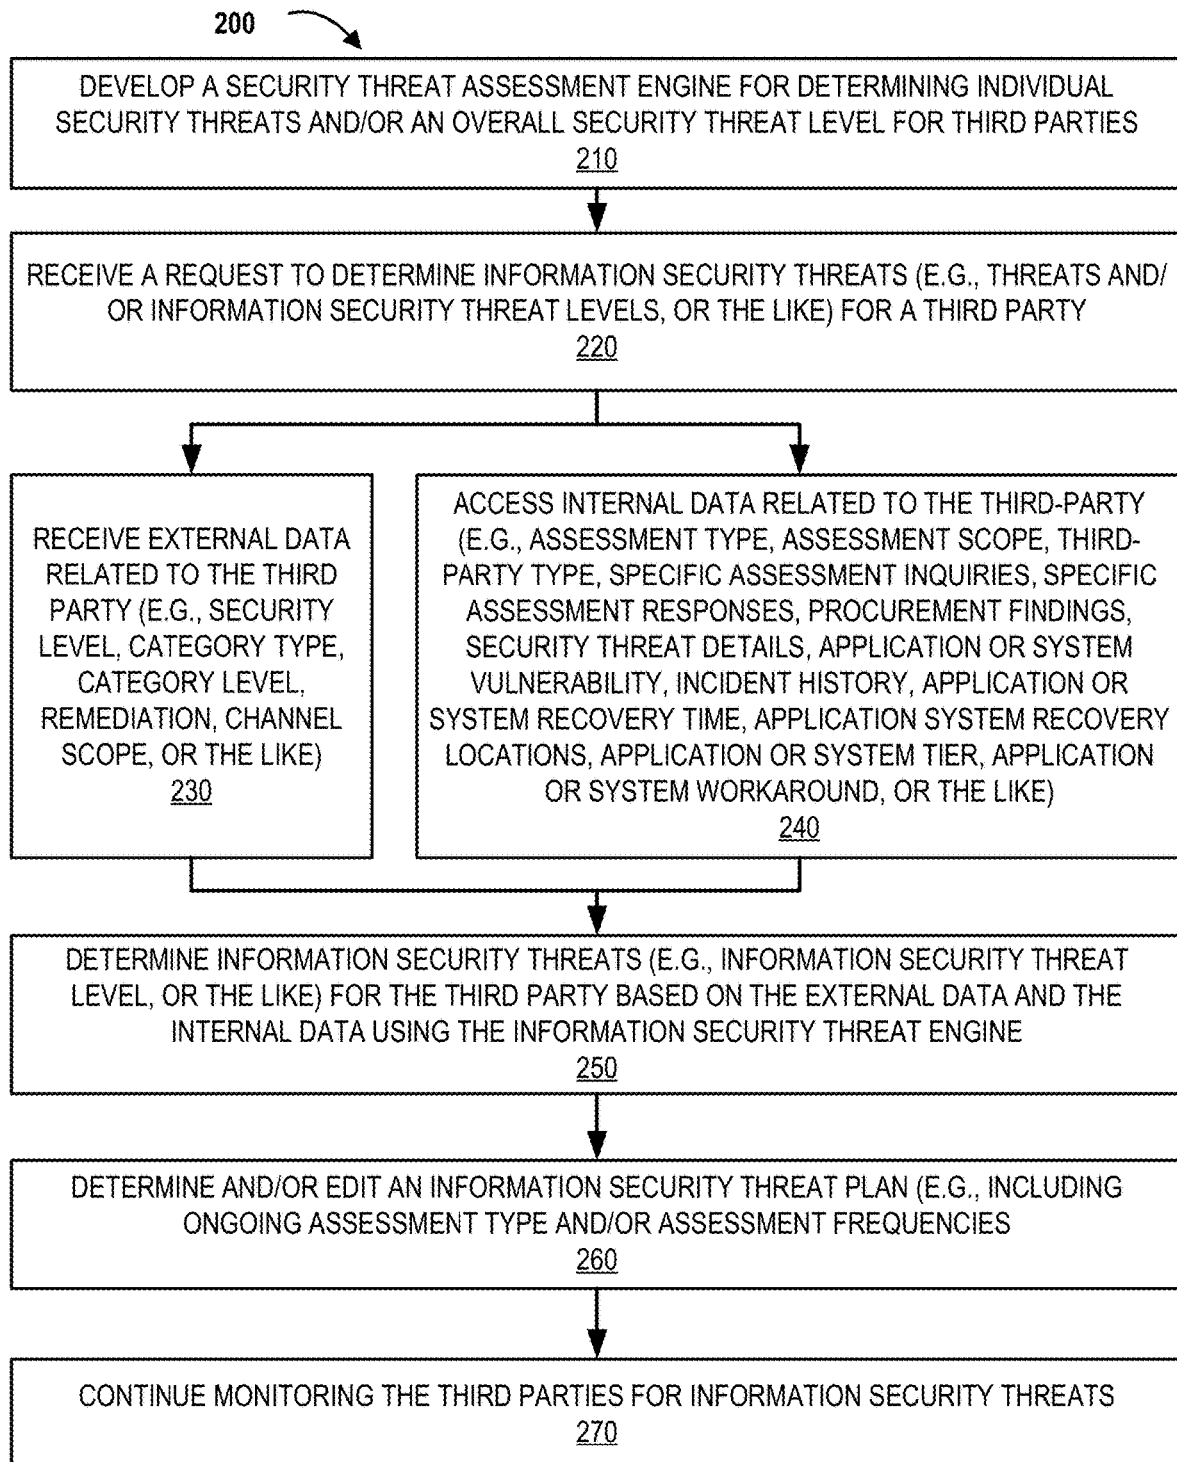 200
DEVELOP A SECURITY THREAT ASSESSMENT ENGINE FOR DETERMINING INDIVIDUAL
SECURITY THREATS AND/OR AN OVERALL SECURITY THREAT LEVEL FOR THIRD PARTIES
210
RECEIVE A REQUEST TO DETERMINE INFORMATION SECURITY THREATS (E.G., THREATS AND/
OR INFORMATION SECURITY THREAT LEVELS, OR THE LIKE) FOR A THIRD PARTY
220
RECEIVE EXTERNAL DATA
RELATED TO THE THIRD
PARTY (E.G., SECURITY
LEVEL, CATEGORY TYPE,
CATEGORY LEVEL,
REMEDIATION, CHANNEL
SCOPE, OR THE LIKE)
230
ACCESS INTERNAL DATA RELATED TO THE THIRD-PARTY
(E.G., ASSESSMENT TYPE, ASSESSMENT SCOPE, THIRD-
PARTY TYPE, SPECIFIC ASSESSMENT INQUIRIES, SPECIFIC
ASSESSMENT RESPONSES, PROCUREMENT FINDINGS,
SECURITY THREAT DETAILS, APPLICATION OR SYSTEM
VULNERABILITY, INCIDENT HISTORY, APPLICATION OR
SYSTEM RECOVERY TIME, APPLICATION SYSTEM RECOVERY
LOCATIONS, APPLICATION OR SYSTEM TIER, APPLICATION
OR SYSTEM WORKAROUND, OR THE LIKE)
240
DETERMINE INFORMATION SECURITY THREATS (E.G., INFORMATION SECURITY THREAT
LEVEL, OR THE LIKE) FOR THE THIRD PARTY BASED ON THE EXTERNAL DATA AND THE
INTERNAL DATA USING THE INFORMATION SECURITY THREAT ENGINE
250
DETERMINE AND/OR EDIT AN INFORMATION SECURITY THREAT PLAN (E.G., INCLUDING
ONGOING ASSESSMENT TYPE AND/OR ASSESSMENT FREQUENCIES
260
CONTINUE MONITORING THE THIRD PARTIES FOR INFORMATION SECURITY THREATS
270